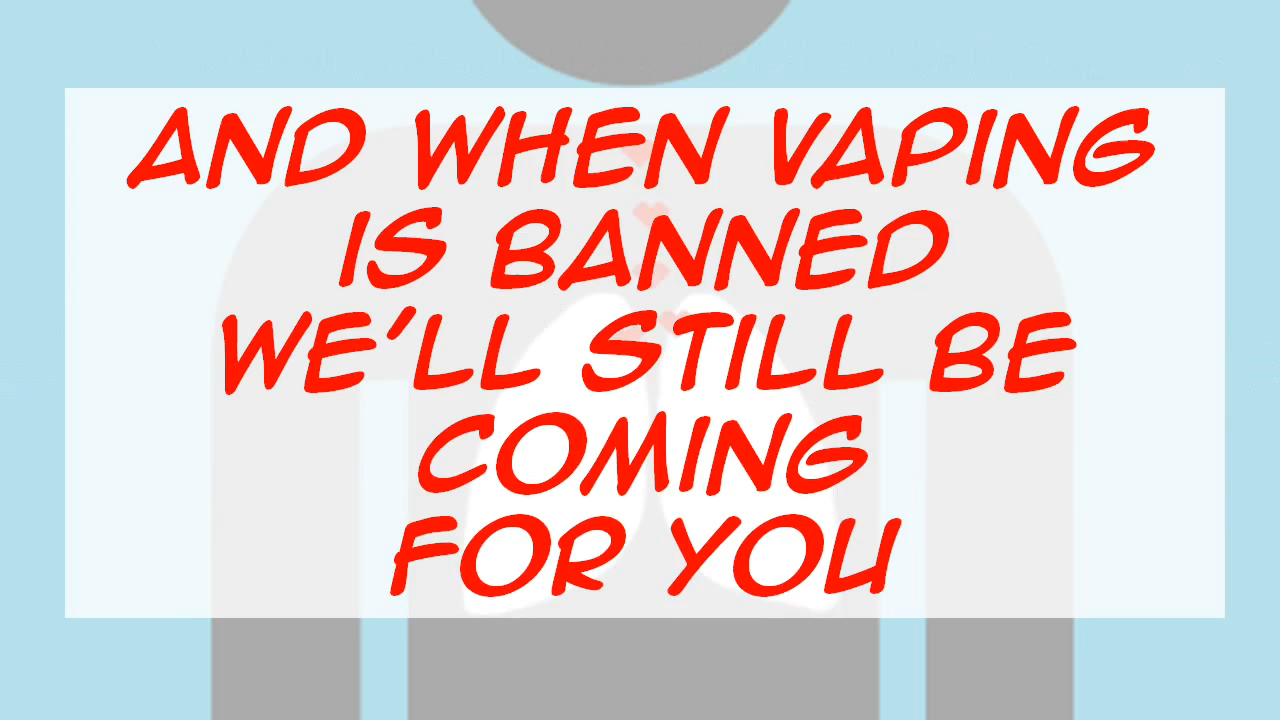 AND WHEN VAPING
IS BANNED
WE'LL STILL BE
COMING
FOR YOU